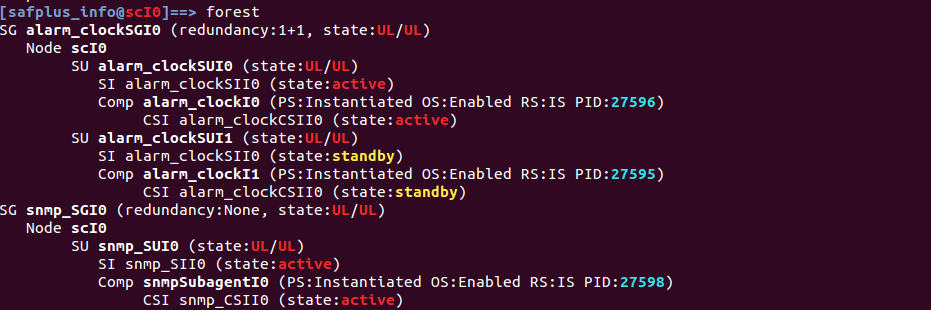 [safplus_info@scI0]==> forest
SG alarm_clockSGI0 (redundancy:1+1, state:UL/UL)
Node scI0
SU alarm_clockSUI0 (state:UL/UL)
SI alarm_clockSII0 (state:active)
Comp alarm_clockI0 (PS:Instantiated OS:Enabled RS:IS PID:27596)
CSI alarm_clockCSII0 (state:active)
SU alarm_clockSUI1 (state:UL/UL)
SI alarm_clockSII0 (state:standby)
Comp alarm_clockI1 (PS:Instantiated OS:Enabled RS:IS PID:27595)
CSI alarm_clockCSII0 (state:standby)
SG snmp_SGI0 (redundancy:None, state:UL/UL)
Node scI0
SU snmp_SUI0 (state:UL/UL)
SI snmp_SII0 (state:active)
Comp snmpSubagentI0 (PS:Instantiated OS:Enabled RS:IS PID:27598)
CSI snmp_CSII0 (state:active)